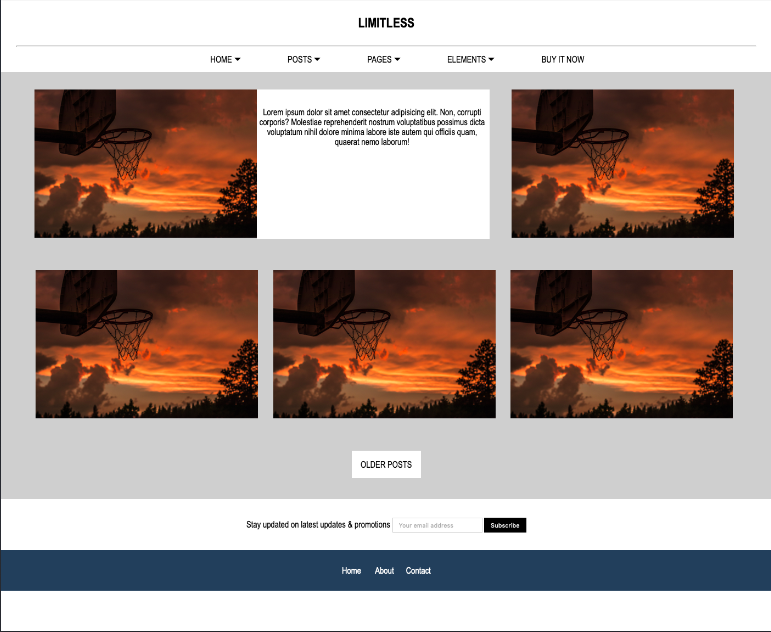 LIMITLESS
HOME POSTS PAGES ELEMENTS BUY IT NOW
Lorem ipsum dolor sit amet consectetur adipisicing elit. Non, corrupti
corporis? Molestiae reprehenderit nostrum voluptatibus possimus dicta
voluptatum nihil dolore minima labore iste autem qui officiis quam,
quaerat nemo laborum!
OLDER POSTS
Stay updated on latest updates & promotions Your email address Subscribe
Home About Contact